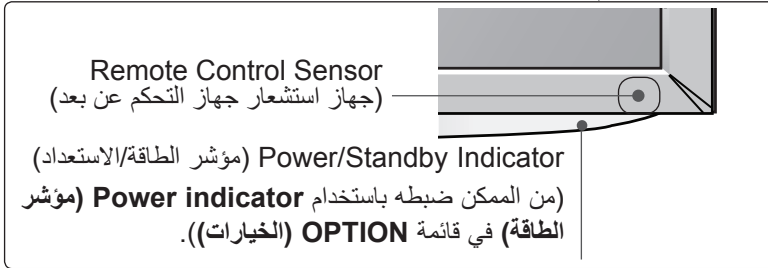 Remote Control Sensor
(جهاز استشعار جهاز التحكم عن بعد)
Power/Standby Indicator (مؤشر الطاقة/الاستعداد)
(من الممكن ضبطه باستخدام Power indicator (مؤشر
الطاقة) في قائمة OPTION (الخيارات)).